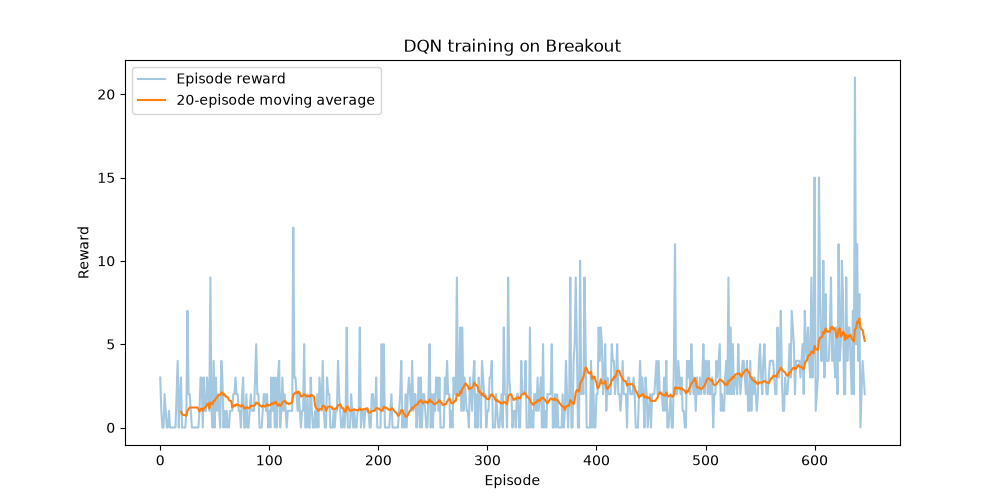 DQN training on Breakout
Episode reward
20-episode moving average
20
15
10
5
0
Reward
0 100 200 300 400 500 600
Episode